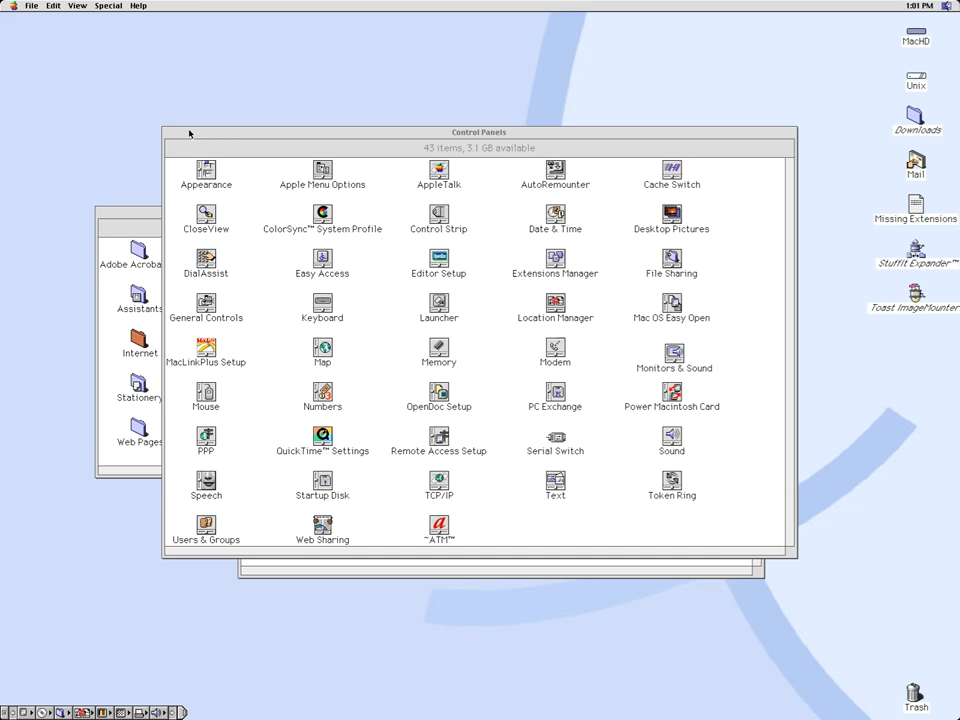 File Edit View Special Help
1:01 PM
MacHD
Unix
Downloads
Mail
Missing Extensions
StuffIt Expander™
Toast ImageMounter
Trash
Control Panels
43 items, 3.1 GB available
Appearance Apple Menu Options AppleTalk AutoRemounter Cache Switch
CloseView ColorSync™ System Profile Control Strip Date & Time Desktop Pictures
DialAssist Easy Access Editor Setup Extensions Manager File Sharing
General Controls Keyboard Launcher Location Manager Mac OS Easy Open
MacLinkPlus Setup Map Memory Modem Monitors & Sound
Mouse Numbers OpenDoc Setup PC Exchange Power Macintosh Card
PPP QuickTime™ Settings Remote Access Setup Serial Switch Sound
Speech Startup Disk TCP/IP Text Token Ring
Users & Groups Web Sharing ~ATM™
Adobe Acroba
Assistants
Internet
Stationery
Web Pages